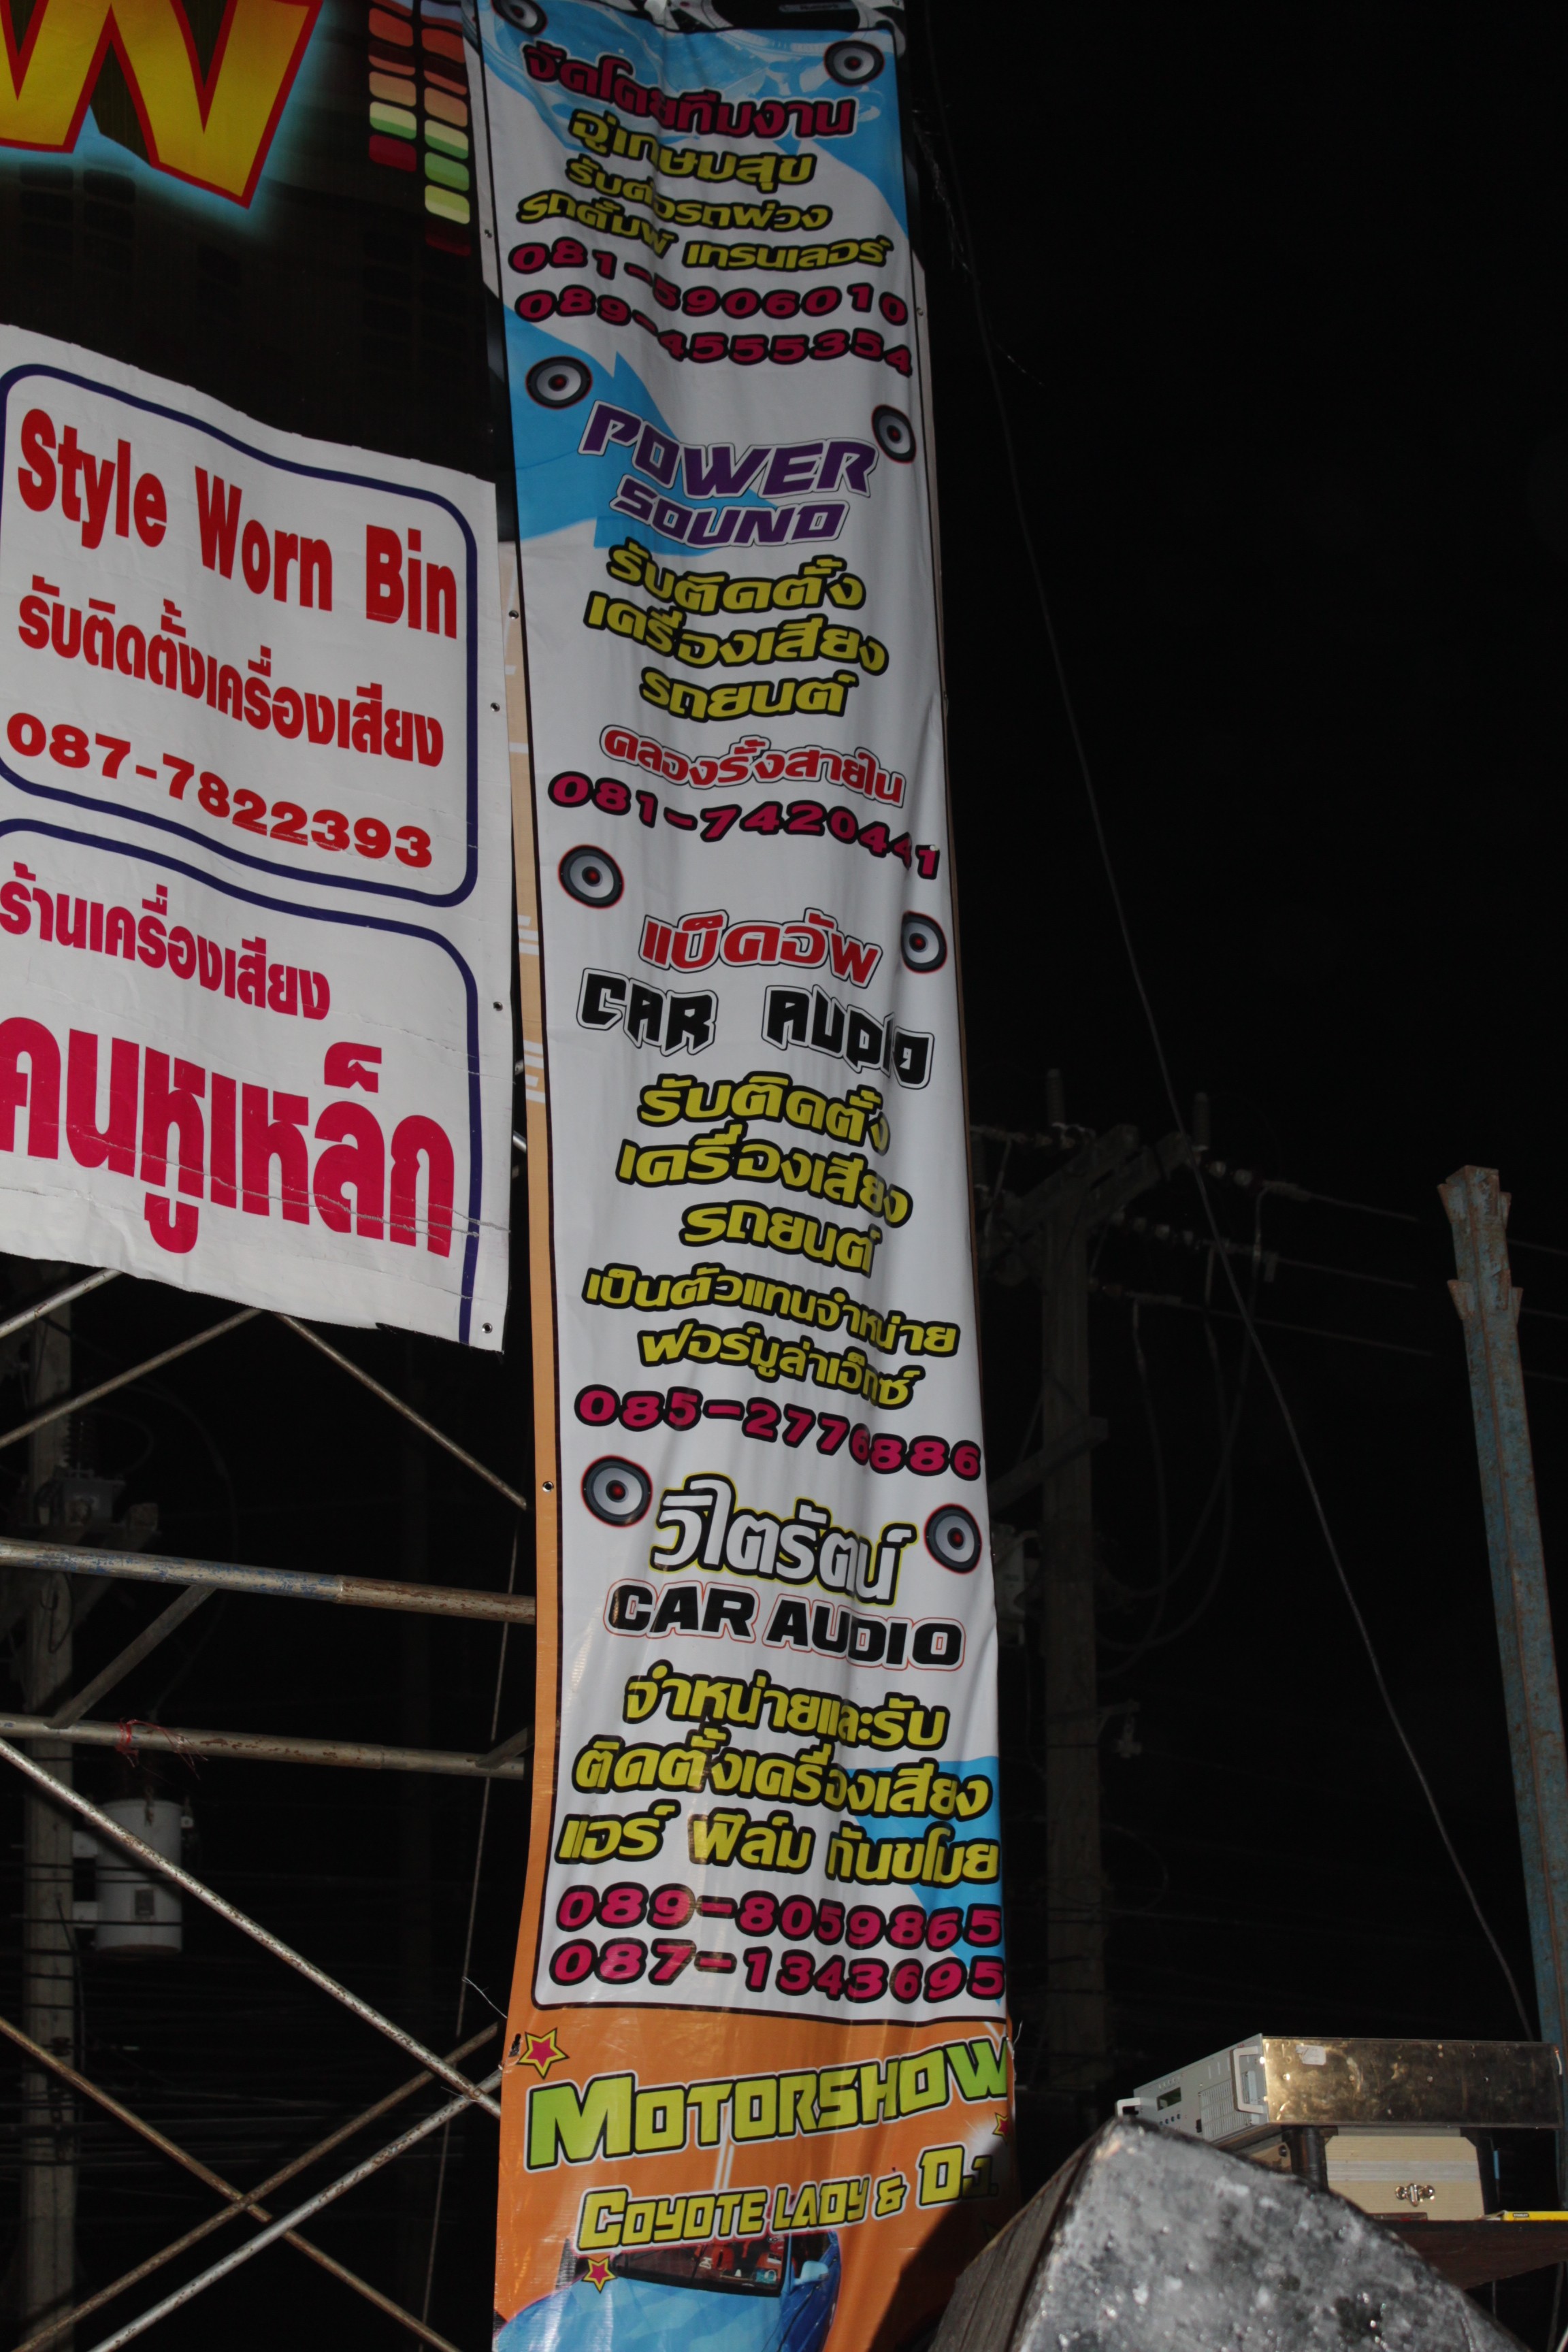 W
Style Worn Bin
รับติดตั้งเครื่องเสียง
087-7822393
ร้านเครื่องเสียง
คนหูเหล็ก
จัดโดยทีมงาน
อู่เกษมสุข
รับต่อรถพ่วง
รถดั้มพ์ เทรนเลอร์
081-5906010
089-4555354
POWER
SOUND
รับติดตั้ง
เครื่องเสียง
รถยนต์
คลองรั้งสายใน
081-7420441
แบ็คอัพ
CAR AUDIO
รับติดตั้ง
เครื่องเสียง
รถยนต์
เป็นตัวแทนจำหน่าย
ฟอร์มูล่าเอ็กซ์
085-2776886
วีไตรรัตน์
CAR AUDIO
จำหน่ายและรับ
ติดตั้งเครื่องเสียง
แอร์ ฟิล์ม กันขโมย
089-8059865
087-1343695
MOTORSHOW
COYOTE LADY & D.J.